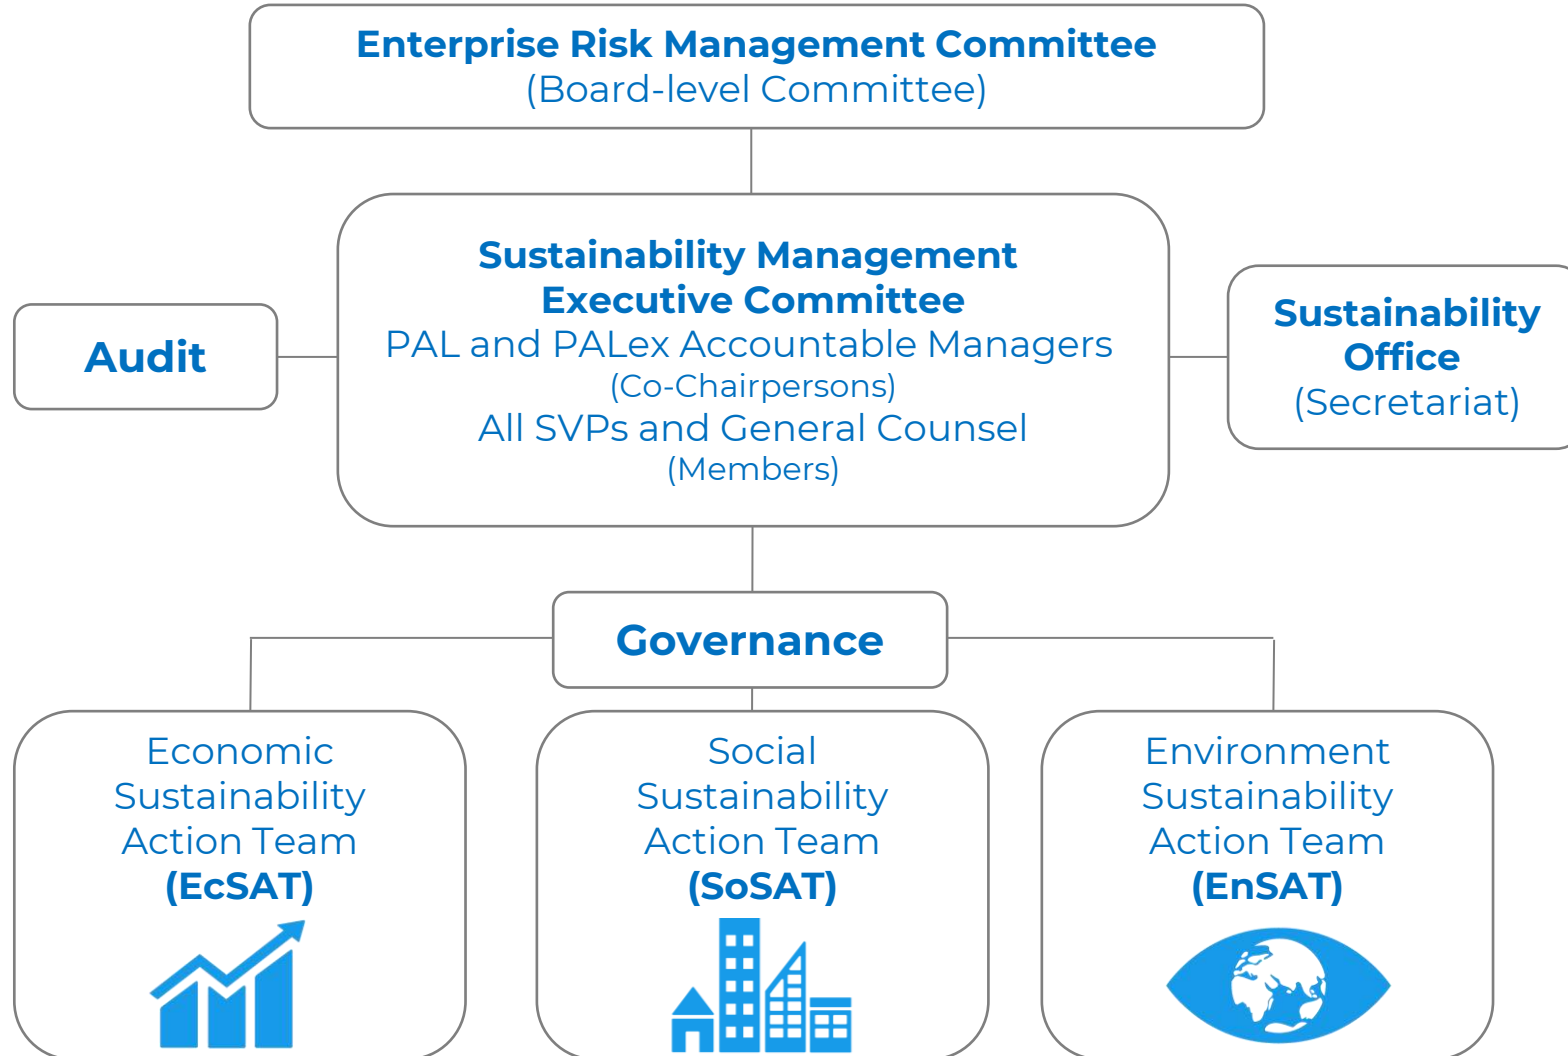 Enterprise Risk Management Committee
(Board-level Committee)
Sustainability Management
Executive Committee
PAL and PALex Accountable Managers
(Co-Chairpersons)
All SVPs and General Counsel
(Members)
Audit
Sustainability
Office
(Secretariat)
Governance
Economic
Sustainability
Action Team
(EcSAT)
Social
Sustainability
Action Team
(SoSAT)
Environment
Sustainability
Action Team
(EnSAT)